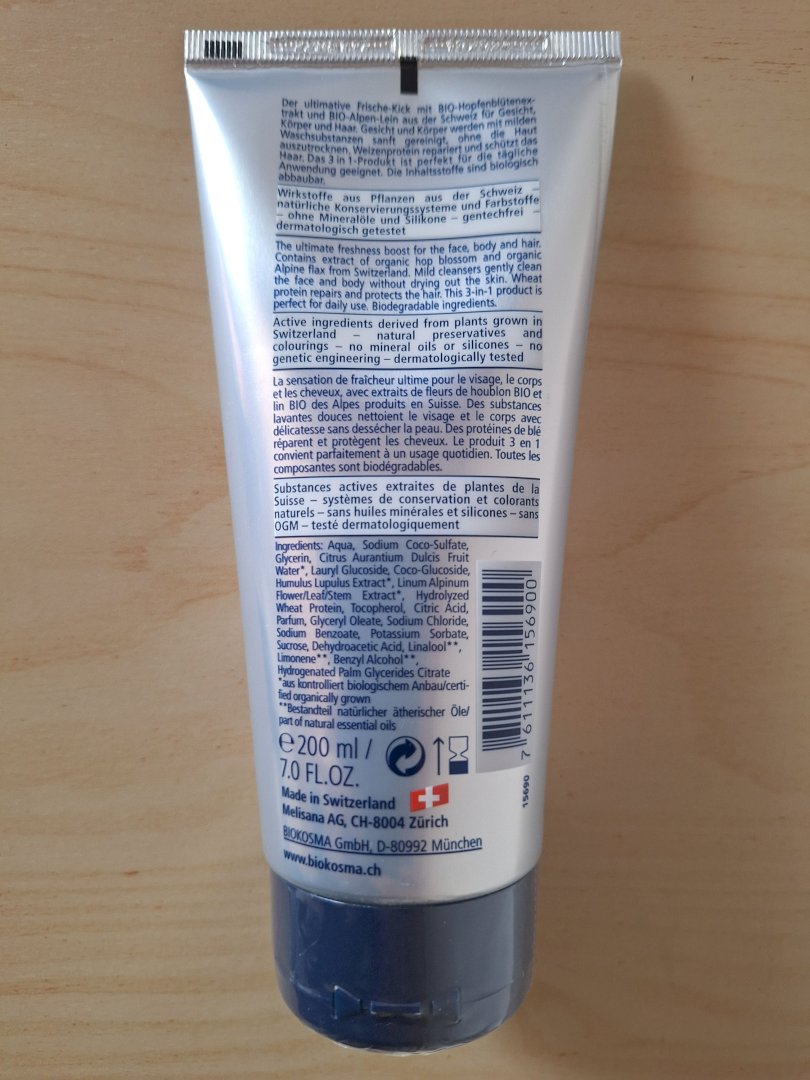 Der ultimative Frische-Kick mit BIO-Hopfenblütenex-
trakt und BIO-Alpen-Lein aus der Schweiz für Gesicht,
Körper und Haar. Gesicht und Körper werden mit milden
Waschsubstanzen sanft gereinigt, ohne die Haut
auszutrocknen. Weizenprotein repariert und schützt das
Haar. Das 3 in 1-Produkt ist perfekt für die tägliche
Anwendung geeignet. Die Inhaltsstoffe sind biologisch
abbaubar.
Wirkstoffe aus Pflanzen aus der Schweiz –
natürliche Konservierungssysteme und Farbstoffe
– ohne Mineralöle und Silikone – gentechfrei –
dermatologisch getestet
The ultimate freshness boost for the face, body and hair.
Contains extract of organic hop blossom and organic
Alpine flax from Switzerland. Mild cleansers gently clean
the face and body without drying out the skin. Wheat
protein repairs and protects the hair. This 3-in-1 product is
perfect for daily use. Biodegradable ingredients.
Active ingredients derived from plants grown in
Switzerland – natural preservatives and
colourings – no mineral oils or silicones – no
genetic engineering – dermatologically tested
La sensation de fraîcheur ultime pour le visage, le corps
et les cheveux, avec extraits de fleurs de houblon BIO et
lin BIO des Alpes produits en Suisse. Des substances
lavantes douces nettoient le visage et le corps avec
délicatesse sans dessécher la peau. Des protéines de blé
réparent et protègent les cheveux. Le produit 3 en 1
convient parfaitement à un usage quotidien. Toutes les
composantes sont biodégradables.
Substances actives extraites de plantes de la
Suisse – systèmes de conservation et colorants
naturels – sans huiles minérales et silicones – sans
OGM – testé dermatologiquement
Ingredients: Aqua, Sodium Coco-Sulfate,
Glycerin, Citrus Aurantium Dulcis Fruit
Water*, Lauryl Glucoside, Coco-Glucoside,
Humulus Lupulus Extract*, Linum Alpinum
Flower/Leaf/Stem Extract*, Hydrolyzed
Wheat Protein, Tocopherol, Citric Acid,
Parfum, Glyceryl Oleate, Sodium Chloride,
Sodium Benzoate, Potassium Sorbate,
Sucrose, Dehydroacetic Acid, Linalool**,
Limonene**, Benzyl Alcohol**,
Hydrogenated Palm Glycerides Citrate
*aus kontrolliert biologischem Anbau/certi-
fied organically grown
**Bestandteil natürlicher ätherischer Öle/
part of natural essential oils
7 611136 156900
℮200 ml /
7.0 FL.OZ.
15690
Made in Switzerland
Melisana AG, CH-8004 Zürich
BIOKOSMA GmbH, D-80992 München
www.biokosma.ch